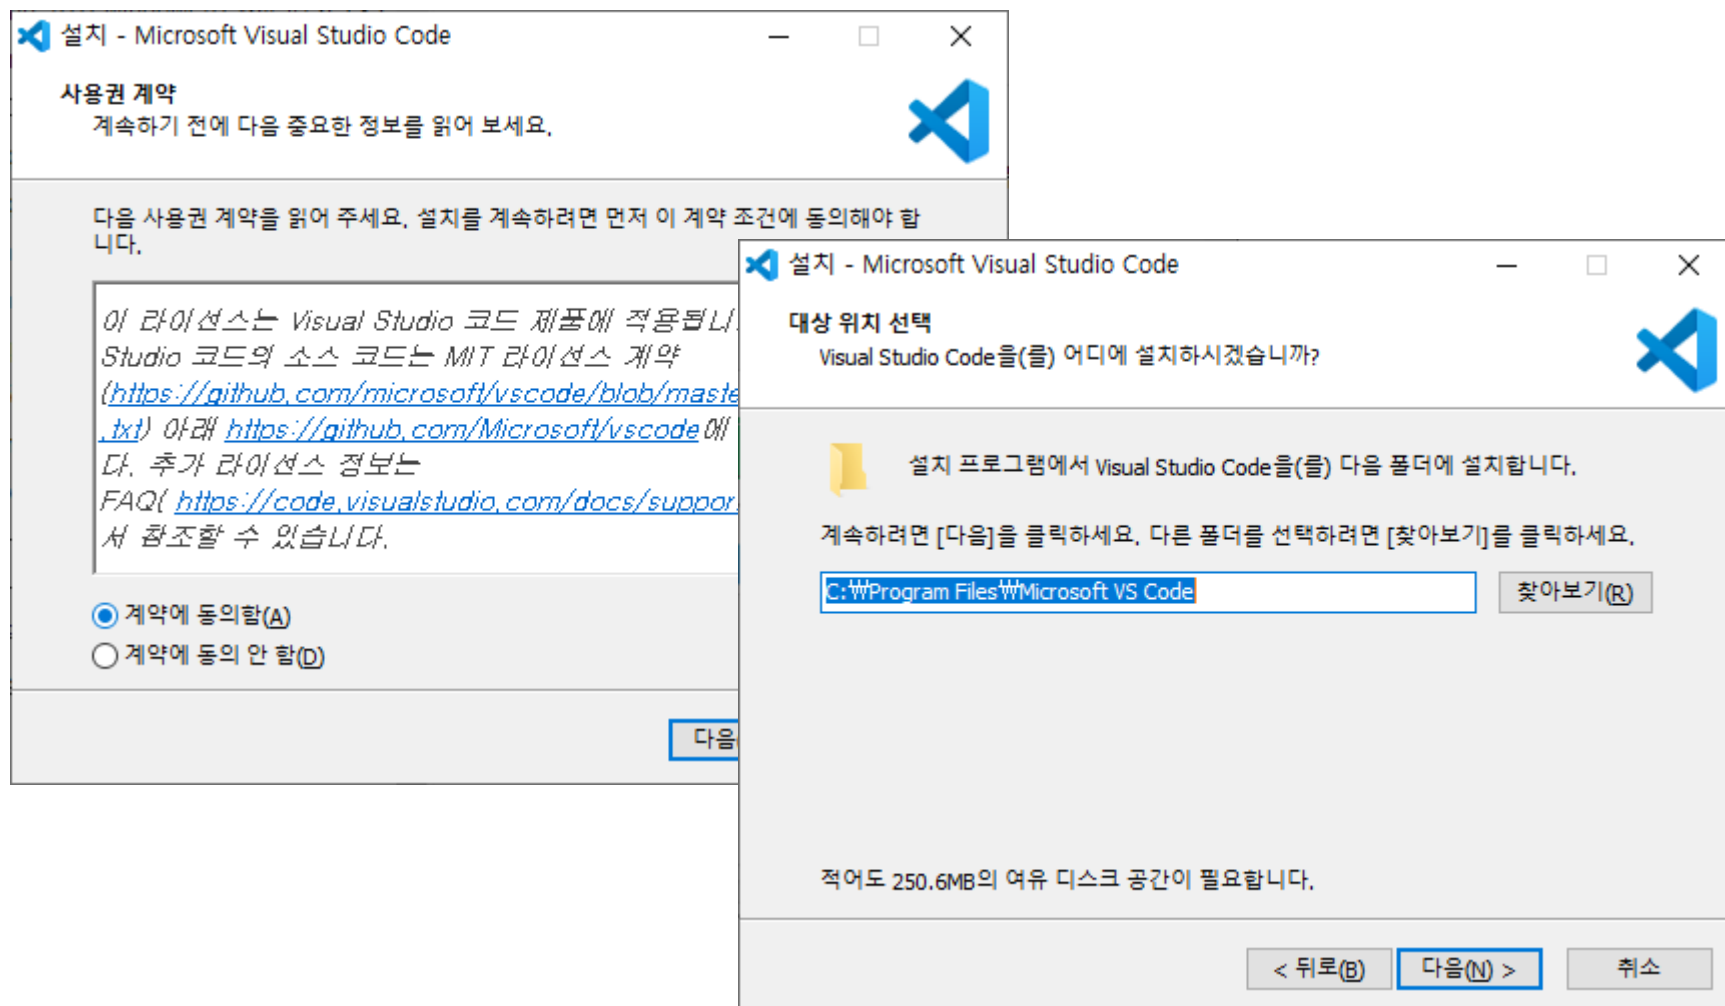 설치 - Microsoft Visual Studio Code
사용권 계약
계속하기 전에 다음 중요한 정보를 읽어 보세요.
다음 사용권 계약을 읽어 주세요. 설치를 계속하려면 먼저 이 계약 조건에 동의해야 합
니다.
이 라이선스는 Visual Studio 코드 제품에 적용됩니
Studio 코드의 소스 코드는 MIT 라이선스 계약
(https://github.com/microsoft/vscode/blob/maste
.txt) 아래 https://github.com/Microsoft/vscode에
다. 추가 라이선스 정보는
FAQ( https://code.visualstudio.com/docs/suppor
서 참조할 수 있습니다.
계약에 동의함(A)
계약에 동의 안 함(D)
다음
설치 - Microsoft Visual Studio Code
대상 위치 선택
Visual Studio Code을(를) 어디에 설치하시겠습니까?
설치 프로그램에서 Visual Studio Code을(를) 다음 폴더에 설치합니다.
계속하려면 [다음]을 클릭하세요. 다른 폴더를 선택하려면 [찾아보기]를 클릭하세요.
C:₩Program Files₩Microsoft VS Code
찾아보기(R)
적어도 250.6MB의 여유 디스크 공간이 필요합니다.
< 뒤로(B)
다음(N) >
취소